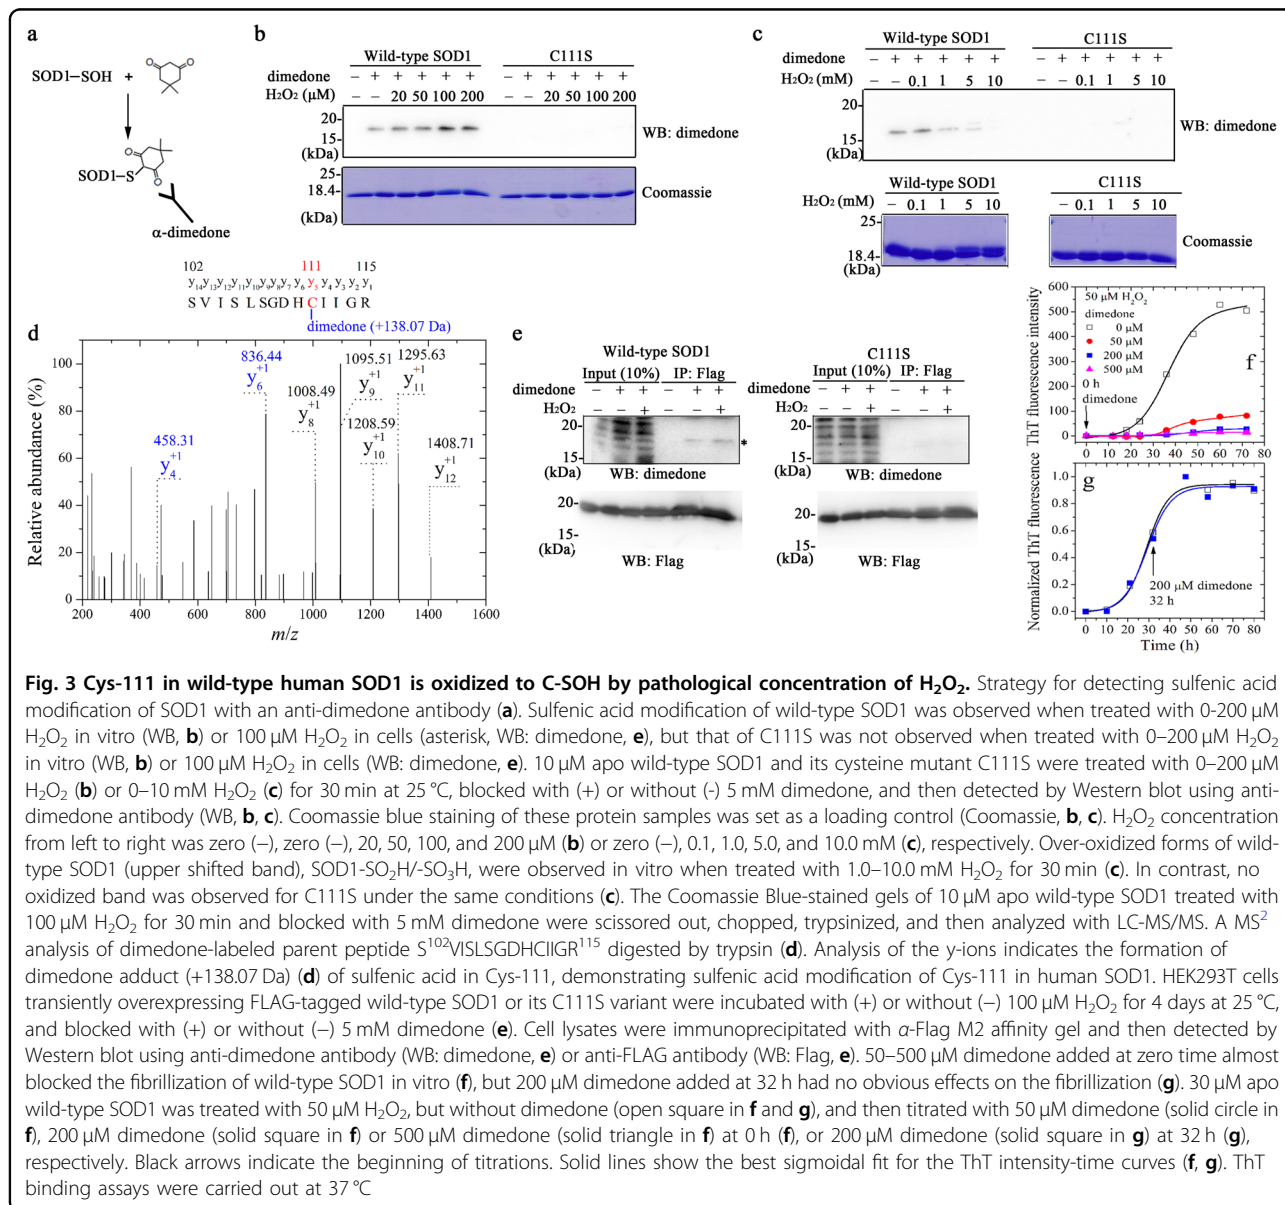 a
SOD1–SOH +
SOD1–S
α-dimedone
b
Wild-type SOD1 C111S
dimedone – + + + + + – + + + + +
H2O2 (μM) – – 20 50 100 200 – – 20 50 100 200
20-
15-
(kDa)
WB: dimedone
25-
18.4-
(kDa)
Coomassie
c
Wild-type SOD1 C111S
dimedone – + + + + + – + + + + +
H2O2 (mM) – – 0.1 1 5 10 – – 0.1 1 5 10
20-
15-
(kDa)
WB: dimedone
Wild-type SOD1 C111S
H2O2 (mM) – 0.1 1 5 10 – 0.1 1 5 10
25-
18.4-
(kDa)
Coomassie
102 111 115
y14 y13 y12 y11 y10 y9 y8 y7 y6 y5 y4 y3 y2 y1
S V I S L S G D H C I I G R
dimedone (+138.07 Da)
d
Relative abundance (%)
100
80
60
40
20
0
458.31
y4+1
836.44
y6+1
1008.49
y8+1
1095.51
y9+1
1208.59
y10+1
1295.63
y11+1
1408.71
y12+1
200 400 600 800 1000 1200 1400 1600
m/z
e
Wild-type SOD1
Input (10%) IP: Flag
dimedone – + + – + +
H2O2 – – + – – +
20-
15-
(kDa)
*
WB: dimedone
20-
15-
(kDa)
WB: Flag
C111S
Input (10%) IP: Flag
dimedone – + + – + +
H2O2 – – + – – +
20-
15-
(kDa)
WB: dimedone
20-
15-
(kDa)
WB: Flag
f
ThT fluorescence intensity
600
500
400
300
200
100
0
50 μM H2O2
dimedone
0 μM
50 μM
200 μM
500 μM
0 h
dimedone
0 10 20 30 40 50 60 70 80
g
Normalized ThT fluorescence
1.0
0.8
0.6
0.4
0.2
0.0
200 μM dimedone
32 h
0 10 20 30 40 50 60 70 80
Time (h)
Fig. 3 Cys-111 in wild-type human SOD1 is oxidized to C-SOH by pathological concentration of H2O2. Strategy for detecting sulfenic acid
modification of SOD1 with an anti-dimedone antibody (a). Sulfenic acid modification of wild-type SOD1 was observed when treated with 0-200 μM
H2O2 in vitro (WB, b) or 100 μM H2O2 in cells (asterisk, WB: dimedone, e), but that of C111S was not observed when treated with 0–200 μM H2O2
in vitro (WB, b) or 100 μM H2O2 in cells (WB: dimedone, e). 10 μM apo wild-type SOD1 and its cysteine mutant C111S were treated with 0–200 μM
H2O2 (b) or 0–10 mM H2O2 (c) for 30 min at 25 °C, blocked with (+) or without (-) 5 mM dimedone, and then detected by Western blot using anti-
dimedone antibody (WB, b, c). Coomassie blue staining of these protein samples was set as a loading control (Coomassie, b, c). H2O2 concentration
from left to right was zero (−), zero (−), 20, 50, 100, and 200 μM (b) or zero (−), 0.1, 1.0, 5.0, and 10.0 mM (c), respectively. Over-oxidized forms of wild-
type SOD1 (upper shifted band), SOD1-SO2H/-SO3H, were observed in vitro when treated with 1.0–10.0 mM H2O2 for 30 min (c). In contrast, no
oxidized band was observed for C111S under the same conditions (c). The Coomassie Blue-stained gels of 10 μM apo wild-type SOD1 treated with
100 μM H2O2 for 30 min and blocked with 5 mM dimedone were scissored out, chopped, trypsinized, and then analyzed with LC-MS/MS. A MS2
analysis of dimedone-labeled parent peptide S102VISLSGDHCIIGR115 digested by trypsin (d). Analysis of the y-ions indicates the formation of
dimedone adduct (+138.07 Da) (d) of sulfenic acid in Cys-111, demonstrating sulfenic acid modification of Cys-111 in human SOD1. HEK293T cells
transiently overexpressing FLAG-tagged wild-type SOD1 or its C111S variant were incubated with (+) or without (−) 100 μM H2O2 for 4 days at 25 °C,
and blocked with (+) or without (−) 5 mM dimedone (e). Cell lysates were immunoprecipitated with α-Flag M2 affinity gel and then detected by
Western blot using anti-dimedone antibody (WB: dimedone, e) or anti-FLAG antibody (WB: Flag, e). 50–500 μM dimedone added at zero time almost
blocked the fibrillization of wild-type SOD1 in vitro (f), but 200 μM dimedone added at 32 h had no obvious effects on the fibrillization (g). 30 μM apo
wild-type SOD1 was treated with 50 μM H2O2, but without dimedone (open square in f and g), and then titrated with 50 μM dimedone (solid circle in
f), 200 μM dimedone (solid square in f) or 500 μM dimedone (solid triangle in f) at 0 h (f), or 200 μM dimedone (solid square in g) at 32 h (g),
respectively. Black arrows indicate the beginning of titrations. Solid lines show the best sigmoidal fit for the ThT intensity-time curves (f, g). ThT
binding assays were carried out at 37 °C